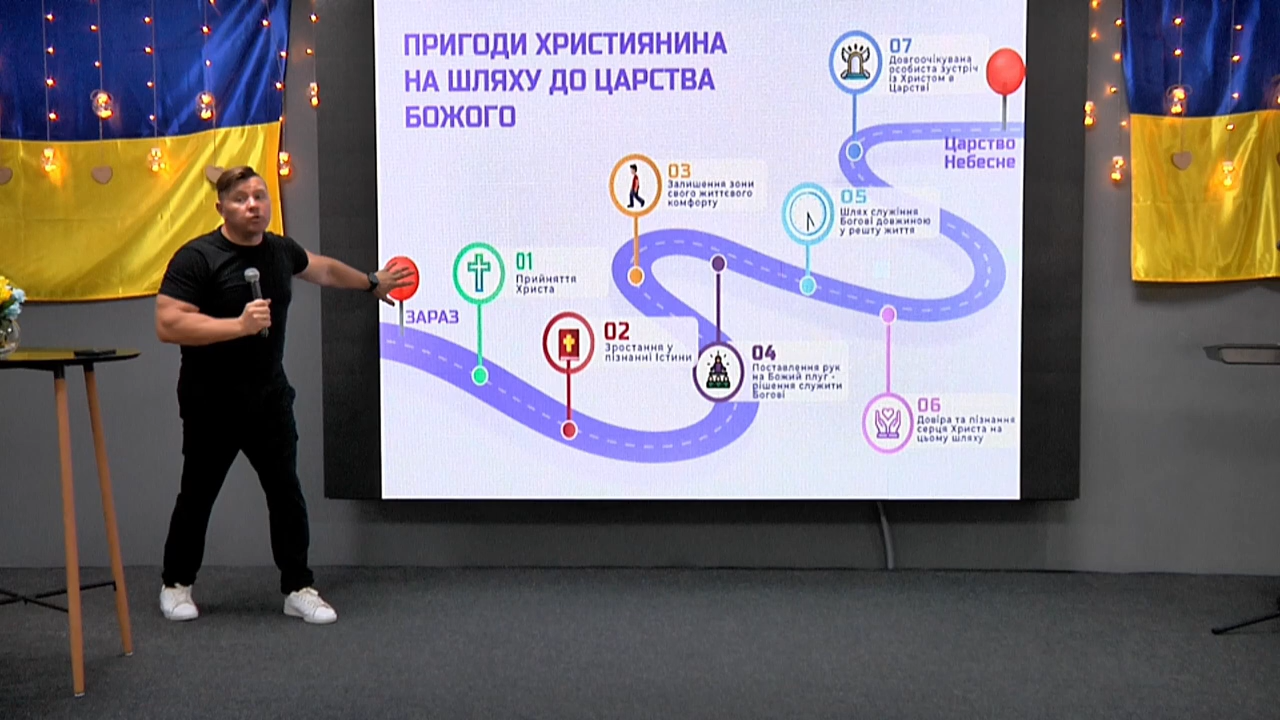 ПРИГОДИ ХРИСТИЯНИНА
НА ШЛЯХУ ДО ЦАРСТВА
БОЖОГО
ЗАРАЗ
01
Прийняття
Христа
02
Зростання у
пізнанні Істини
03
Залишення зони
свого життєвого
комфорту
04
Поставлення рук
на Божий плуг -
рішення служити
Богові
05
Шлях служіння
Богові довжиною
у решту життя
06
Довіра та пізнання
серця Христа на
цьому шляху
07
Довгоочікувана
особиста зустріч
із Христом в
Царстві
Царство
Небесне